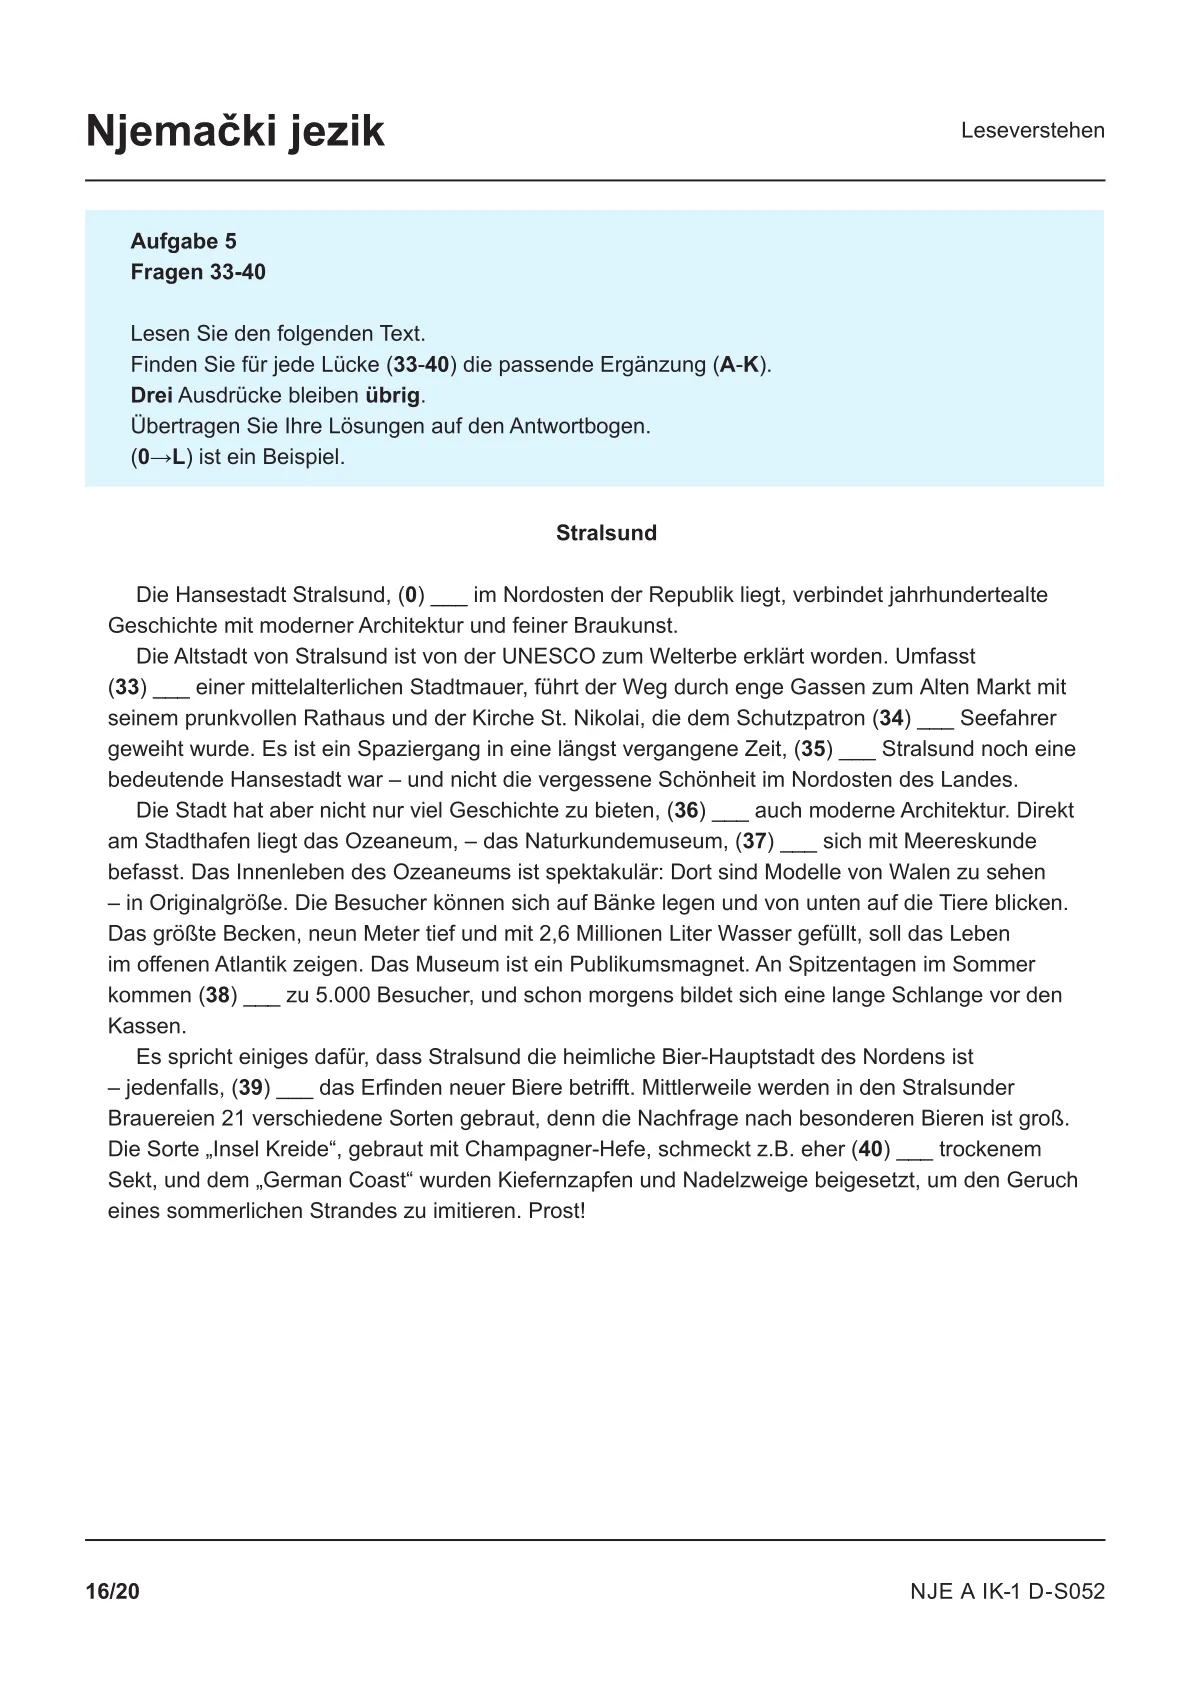 Njemački jezik
Leseverstehen
Aufgabe 5
Fragen 33-40
Lesen Sie den folgenden Text.
Finden Sie für jede Lücke (33-40) die passende Ergänzung (A-K).
Drei Ausdrücke bleiben übrig.
Übertragen Sie Ihre Lösungen auf den Antwortbogen.
(0→L) ist ein Beispiel.
Stralsund
Die Hansestadt Stralsund, (0) ___ im Nordosten der Republik liegt, verbindet jahrhundertealte
Geschichte mit moderner Architektur und feiner Braukunst.
Die Altstadt von Stralsund ist von der UNESCO zum Welterbe erklärt worden. Umfasst
(33) ___ einer mittelalterlichen Stadtmauer, führt der Weg durch enge Gassen zum Alten Markt mit
seinem prunkvollen Rathaus und der Kirche St. Nikolai, die dem Schutzpatron (34) ___ Seefahrer
geweiht wurde. Es ist ein Spaziergang in eine längst vergangene Zeit, (35) ___ Stralsund noch eine
bedeutende Hansestadt war – und nicht die vergessene Schönheit im Nordosten des Landes.
Die Stadt hat aber nicht nur viel Geschichte zu bieten, (36) ___ auch moderne Architektur. Direkt
am Stadthafen liegt das Ozeaneum, – das Naturkundemuseum, (37) ___ sich mit Meereskunde
befasst. Das Innenleben des Ozeaneums ist spektakulär: Dort sind Modelle von Walen zu sehen
– in Originalgröße. Die Besucher können sich auf Bänke legen und von unten auf die Tiere blicken.
Das größte Becken, neun Meter tief und mit 2,6 Millionen Liter Wasser gefüllt, soll das Leben
im offenen Atlantik zeigen. Das Museum ist ein Publikumsmagnet. An Spitzentagen im Sommer
kommen (38) ___ zu 5.000 Besucher, und schon morgens bildet sich eine lange Schlange vor den
Kassen.
Es spricht einiges dafür, dass Stralsund die heimliche Bier-Hauptstadt des Nordens ist
– jedenfalls, (39) ___ das Erfinden neuer Biere betrifft. Mittlerweile werden in den Stralsunder
Brauereien 21 verschiedene Sorten gebraut, denn die Nachfrage nach besonderen Bieren ist groß.
Die Sorte „Insel Kreide“, gebraut mit Champagner-Hefe, schmeckt z.B. eher (40) ___ trockenem
Sekt, und dem „German Coast“ wurden Kiefernzapfen und Nadelzweige beigesetzt, um den Geruch
eines sommerlichen Strandes zu imitieren. Prost!
16/20
NJE A IK-1 D-S052